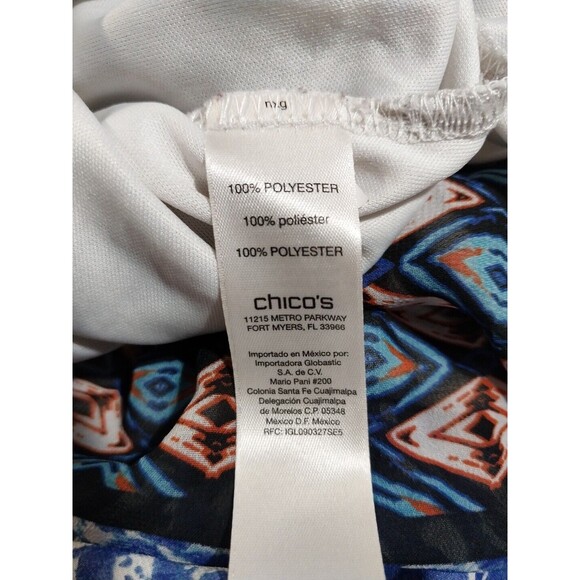 100% POLYESTER
100% poliéster
100% POLYESTER
chico's
11215 METRO PARKWAY
FORT MYERS, FL 33966
Importado en México por:
Importadora Globastic
S.A. de C.V.
Mario Pani #200
Colonia Santa Fe Cuajimalpa
Delegación Cuajimalpa
de Morelos C.P. 05348
México D.F. México
RFC: IGL090327SE5